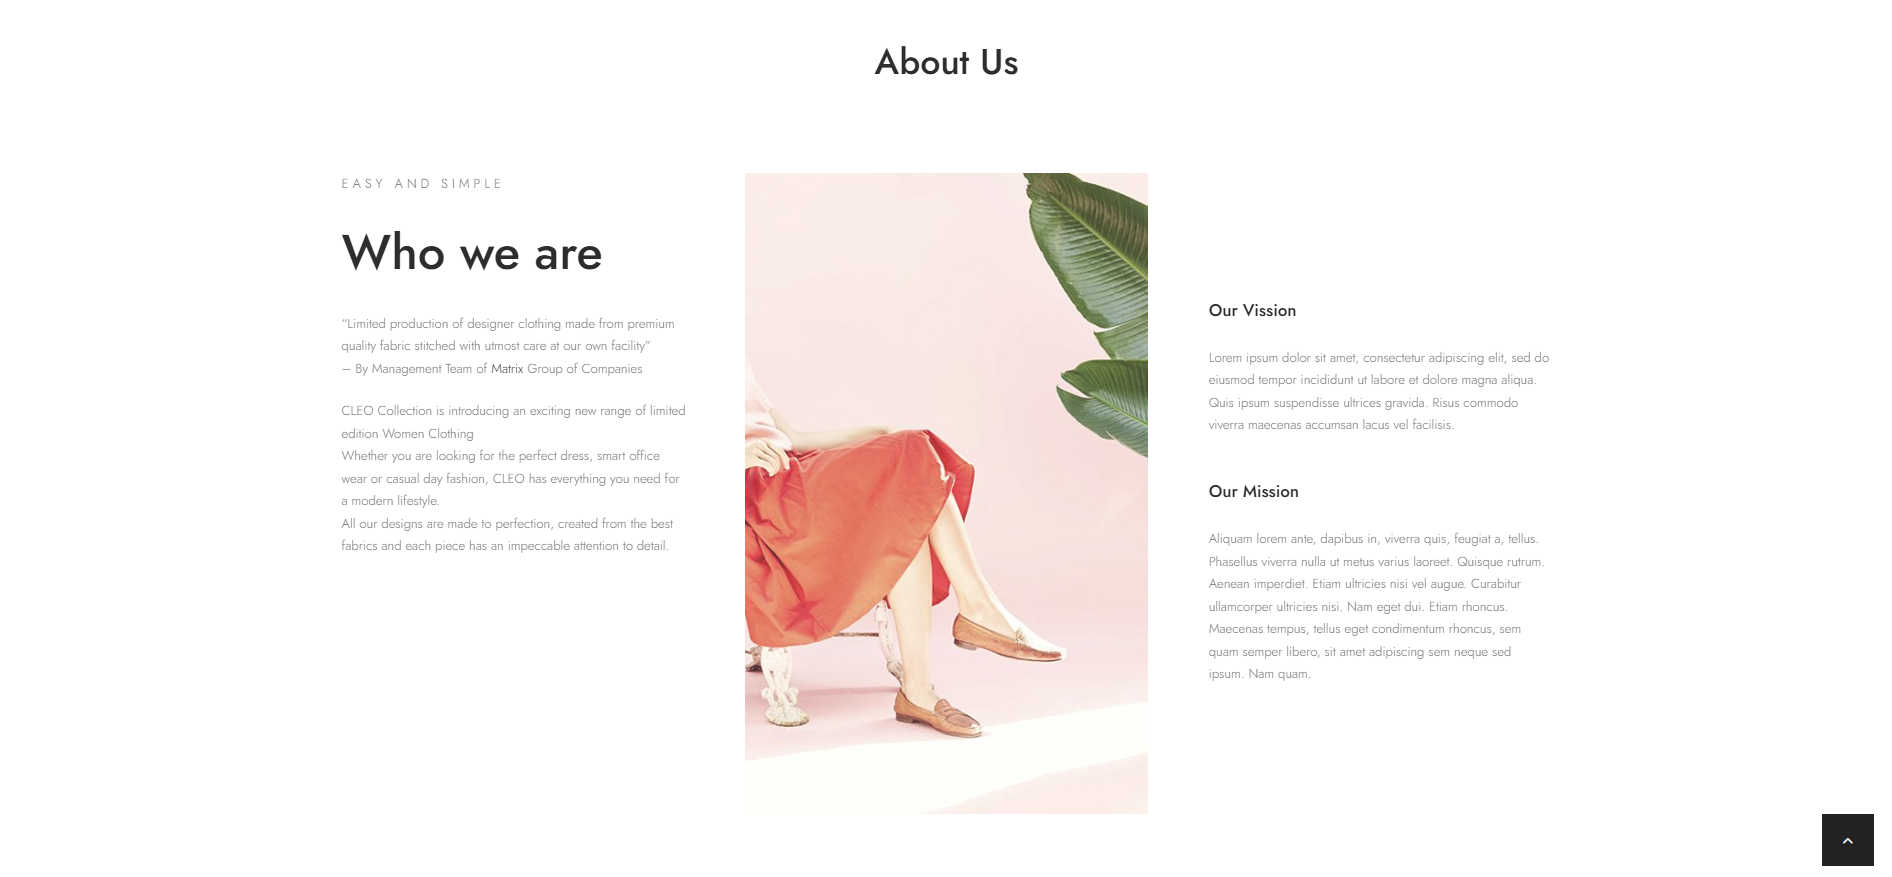 About Us
EASY AND SIMPLE
Who we are
“Limited production of designer clothing made from premium
quality fabric stitched with utmost care at our own facility”
– By Management Team of Matrix Group of Companies
CLEO Collection is introducing an exciting new range of limited
edition Women Clothing
Whether you are looking for the perfect dress, smart office
wear or casual day fashion, CLEO has everything you need for
a modern lifestyle.
All our designs are made to perfection, created from the best
fabrics and each piece has an impeccable attention to detail.
Our Vission
Lorem ipsum dolor sit amet, consectetur adipiscing elit, sed do
eiusmod tempor incididunt ut labore et dolore magna aliqua.
Quis ipsum suspendisse ultrices gravida. Risus commodo
viverra maecenas accumsan lacus vel facilisis.
Our Mission
Aliquam lorem ante, dapibus in, viverra quis, feugiat a, tellus.
Phasellus viverra nulla ut metus varius laoreet. Quisque rutrum.
Aenean imperdiet. Etiam ultricies nisi vel augue. Curabitur
ullamcorper ultricies nisi. Nam eget dui. Etiam rhoncus.
Maecenas tempus, tellus eget condimentum rhoncus, sem
quam semper libero, sit amet adipiscing sem neque sed
ipsum. Nam quam.